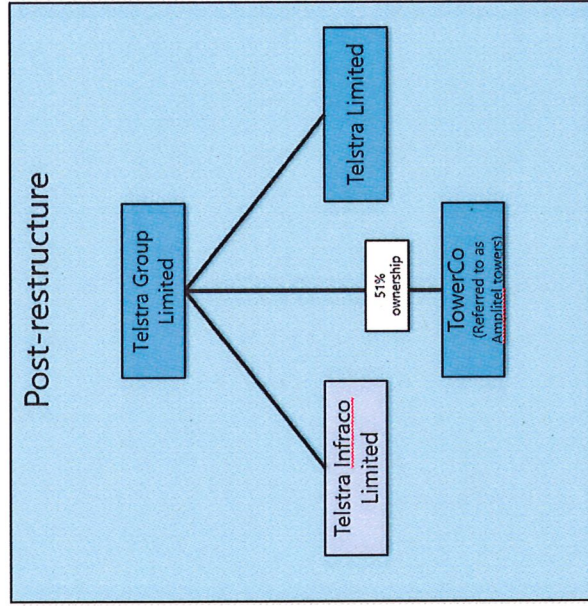 Post-restructure
Telstra Group
Limited
Telstra Infraco
Limited
51%
ownership
Telstra Limited
TowerCo
(Referred to as
Amplitel towers)